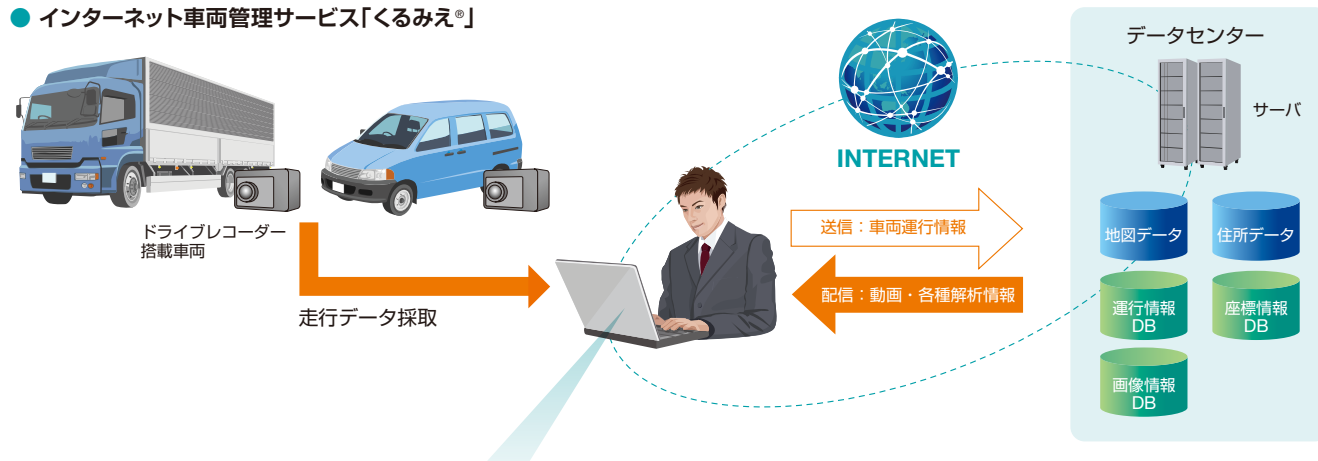 ● インターネット車両管理サービス「くるみえ®」
データセンター
サーバ
INTERNET
ドライブレコーダー
搭載車両
走行データ採取
送信：車両運行情報
配信：動画・各種解析情報
地図データ
住所データ
運行情報
DB
座標情報
DB
画像情報
DB